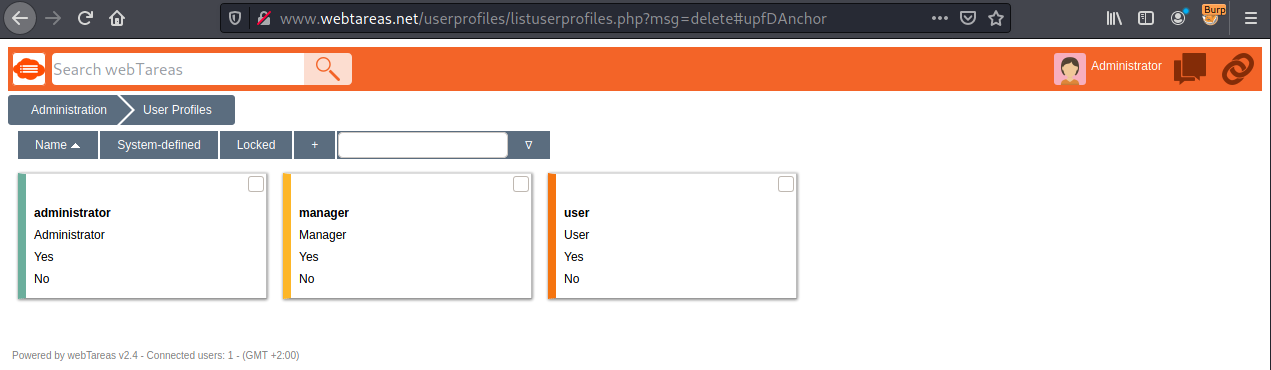 www.webtareas.net/userprofiles/listuserprofiles.php?msg=delete#upfDAnchor
Burp
Search webTareas
Administrator
Administration User Profiles
Name System-defined Locked +
administrator
Administrator
Yes
No
manager
Manager
Yes
No
user
User
Yes
No
Powered by webTareas v2.4 - Connected users: 1 - (GMT +2:00)